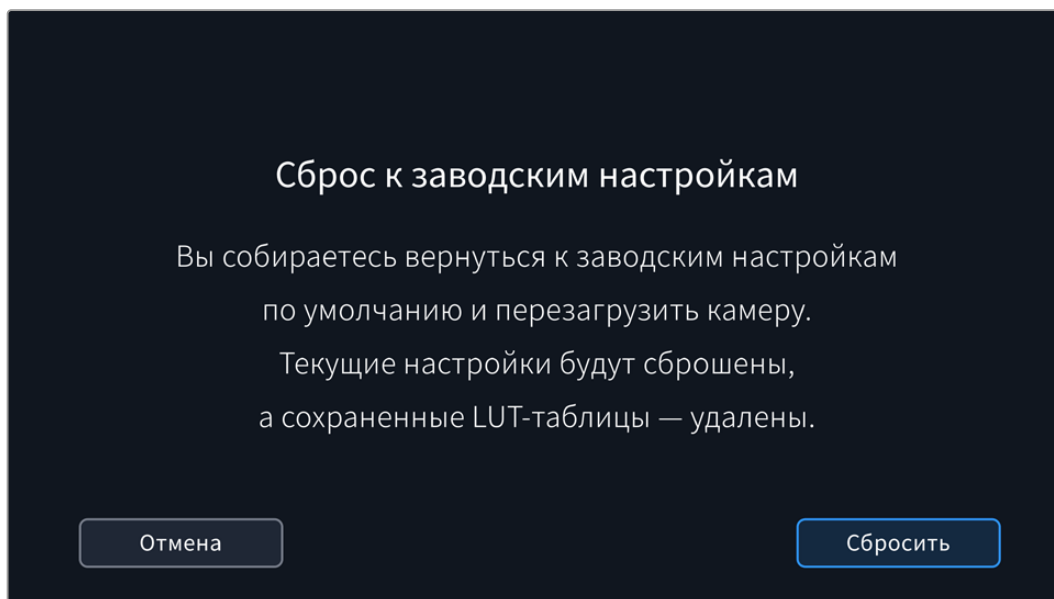 Сброс к заводским настройкам
Вы собираетесь вернуться к заводским настройкам
по умолчанию и перезагрузить камеру.
Текущие настройки будут сброшены,
а сохраненные LUT-таблицы — удалены.
Отмена
Сбросить